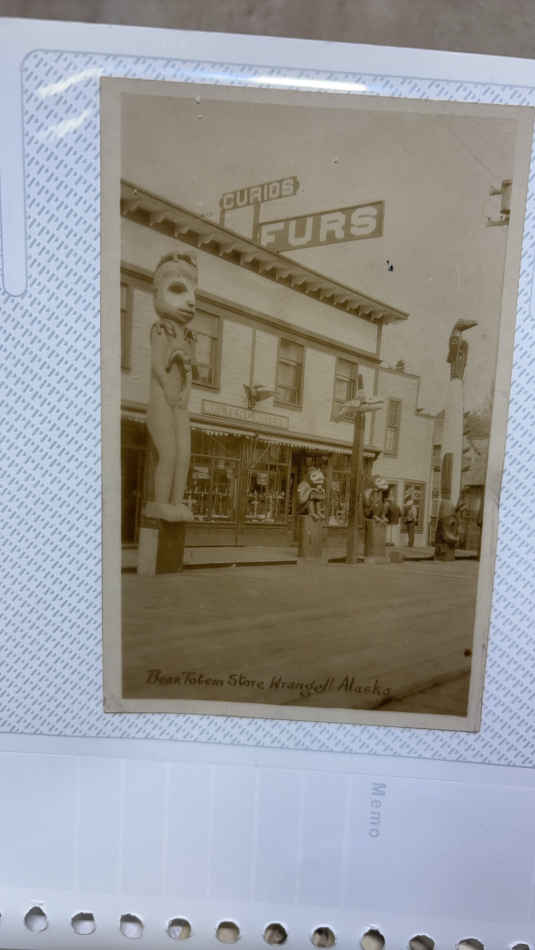 CURIOS
FURS
Bear Totem Store Wrangell Alaska
Memo